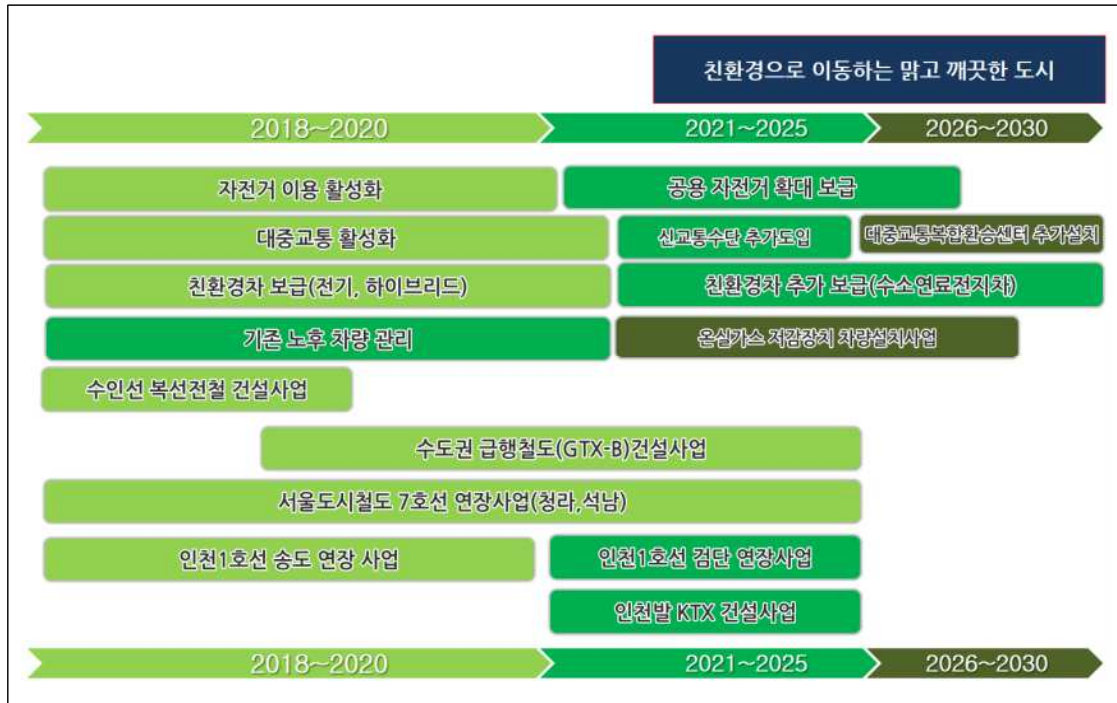 친환경으로 이동하는 맑고 깨끗한 도시
2018~2020 2021~2025 2026~2030
자전거 이용 활성화 공용 자전거 확대 보급
대중교통 활성화 신교통수단 추가도입 대중교통복합환승센터 추가설치
친환경차 보급(전기, 하이브리드) 친환경차 추가 보급(수소연료전지차)
기존 노후 차량 관리 온실가스 저감장치 차량설치사업
수인선 복선전철 건설사업
수도권 급행철도(GTX-B)건설사업
서울도시철도 7호선 연장사업(청라,석남)
인천1호선 송도 연장 사업 인천1호선 검단 연장사업
인천발 KTX 건설사업
2018~2020 2021~2025 2026~2030